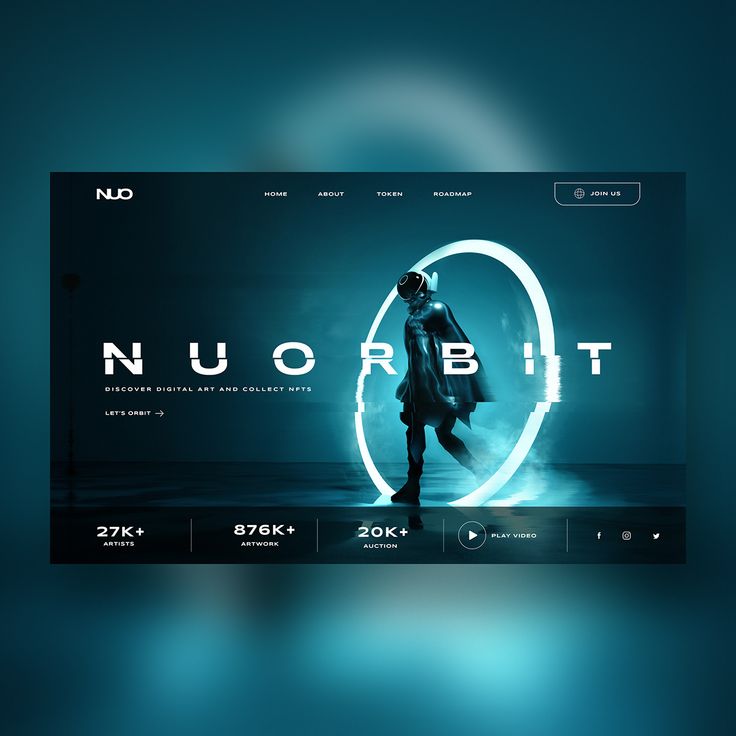 NUO
HOME ABOUT TOKEN ROADMAP JOIN US
NUORBIT
DISCOVER DIGITAL ART AND COLLECT NFTS
LET'S ORBIT
27K+ 876K+ 20K+
ARTISTS ARTWORK AUCTION
PLAY VIDEO